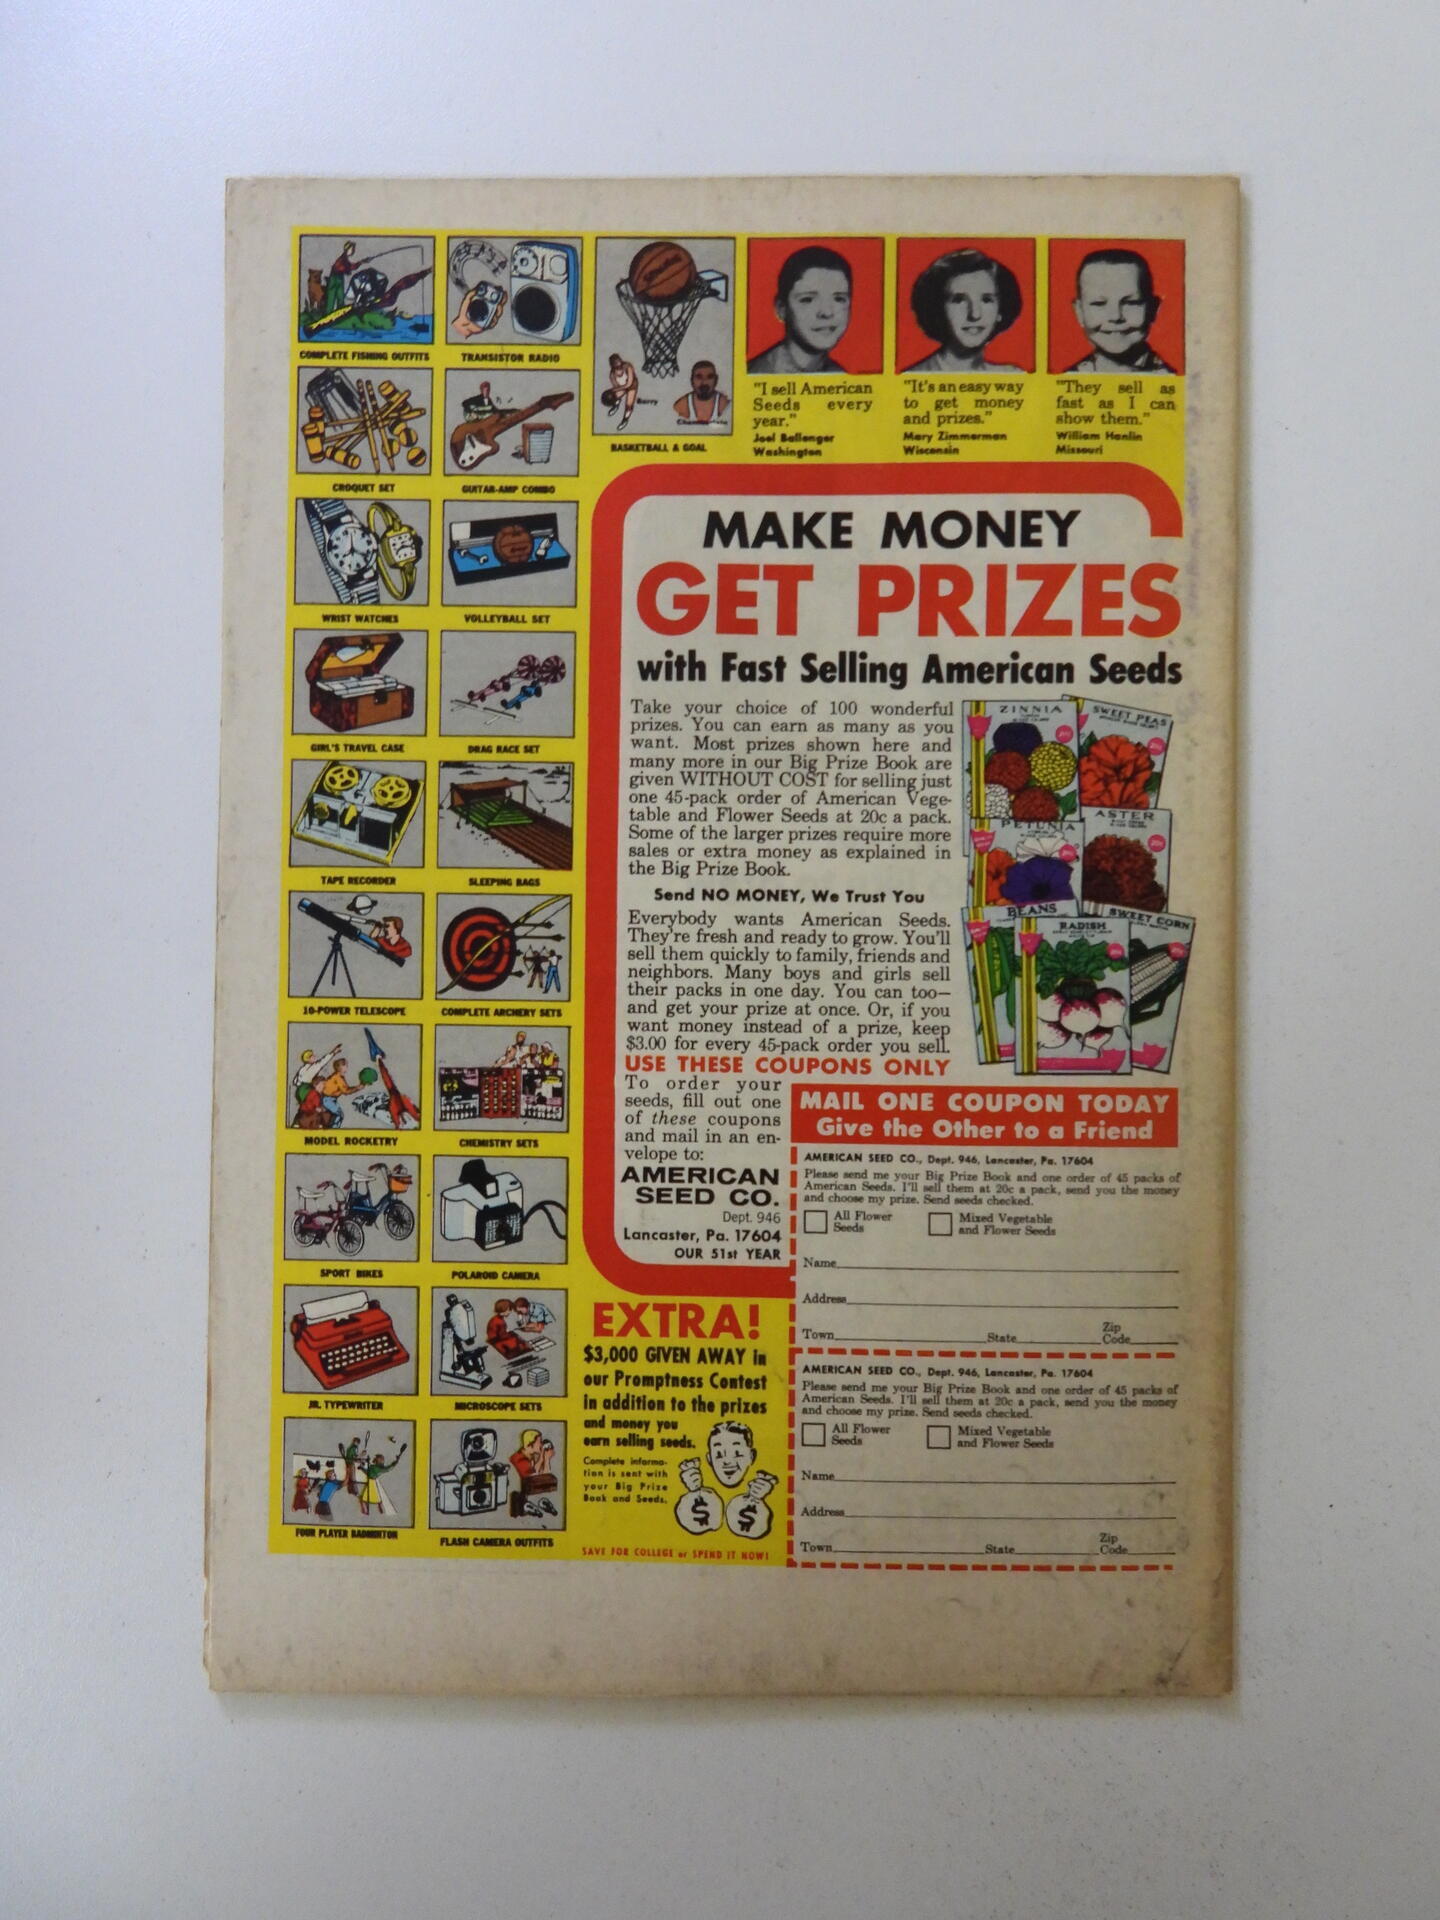 COMPLETE FISHING OUTFITS
TRANSISTOR RADIO
CROQUET SET
GUITAR-AMP COMBO
WRIST WATCHES
VOLLEYBALL SET
GIRL'S TRAVEL CASE
DRAG RACE SET
TAPE RECORDER
SLEEPING BAGS
10-POWER TELESCOPE
COMPLETE ARCHERY SETS
MODEL ROCKETRY
CHEMISTRY SETS
SPORT BIKES
POLAROID CAMERA
JR. TYPEWRITER
MICROSCOPE SETS
FOUR PLAYER BADMINTON
FLASH CAMERA OUTFITS
Barry
BASKETBALL & GOAL
"I sell American
Seeds every
year."
Joel Ballenger
Washington
"It's an easy way
to get money
and prizes."
Mary Zimmerman
Wisconsin
"They sell as
fast as I can
show them."
William Hanlin
Missouri
MAKE MONEY
GET PRIZES
with Fast Selling American Seeds
Take your choice of 100 wonderful
prizes. You can earn as many as you
want. Most prizes shown here and
many more in our Big Prize Book are
given WITHOUT COST for selling just
one 45-pack order of American Vege-
table and Flower Seeds at 20c a pack.
Some of the larger prizes require more
sales or extra money as explained in
the Big Prize Book.
Send NO MONEY, We Trust You
Everybody wants American Seeds.
They're fresh and ready to grow. You'll
sell them quickly to family, friends and
neighbors. Many boys and girls sell
their packs in one day. You can too—
and get your prize at once. Or, if you
want money instead of a prize, keep
$3.00 for every 45-pack order you sell.
ZINNIA
SWEET PEAS
PETUNIA
ASTER
BEANS
RADISH
SWEET CORN
USE THESE COUPONS ONLY
To order your
seeds, fill out one
of these coupons
and mail in an en-
velope to:
AMERICAN
SEED CO.
Dept. 946
Lancaster, Pa. 17604
OUR 51st YEAR
EXTRA!
$3,000 GIVEN AWAY in
our Promptness Contest
in addition to the prizes
and money you
earn selling seeds.
Complete informa-
tion is sent with
your Big Prize
Book and Seeds.
$ $
SAVE FOR COLLEGE or SPEND IT NOW!
MAIL ONE COUPON TODAY
Give the Other to a Friend
AMERICAN SEED CO., Dept. 946, Lancaster, Pa. 17604
Please send me your Big Prize Book and one order of 45 packs of
American Seeds. I'll sell them at 20c a pack, send you the money
and choose my prize. Send seeds checked.
All Flower
Seeds
Mixed Vegetable
and Flower Seeds
Name
Address
Town State Zip
Code
AMERICAN SEED CO., Dept. 946, Lancaster, Pa. 17604
Please send me your Big Prize Book and one order of 45 packs of
American Seeds. I'll sell them at 20c a pack, send you the money
and choose my prize. Send seeds checked.
All Flower
Seeds
Mixed Vegetable
and Flower Seeds
Name
Address
Town State Zip
Code